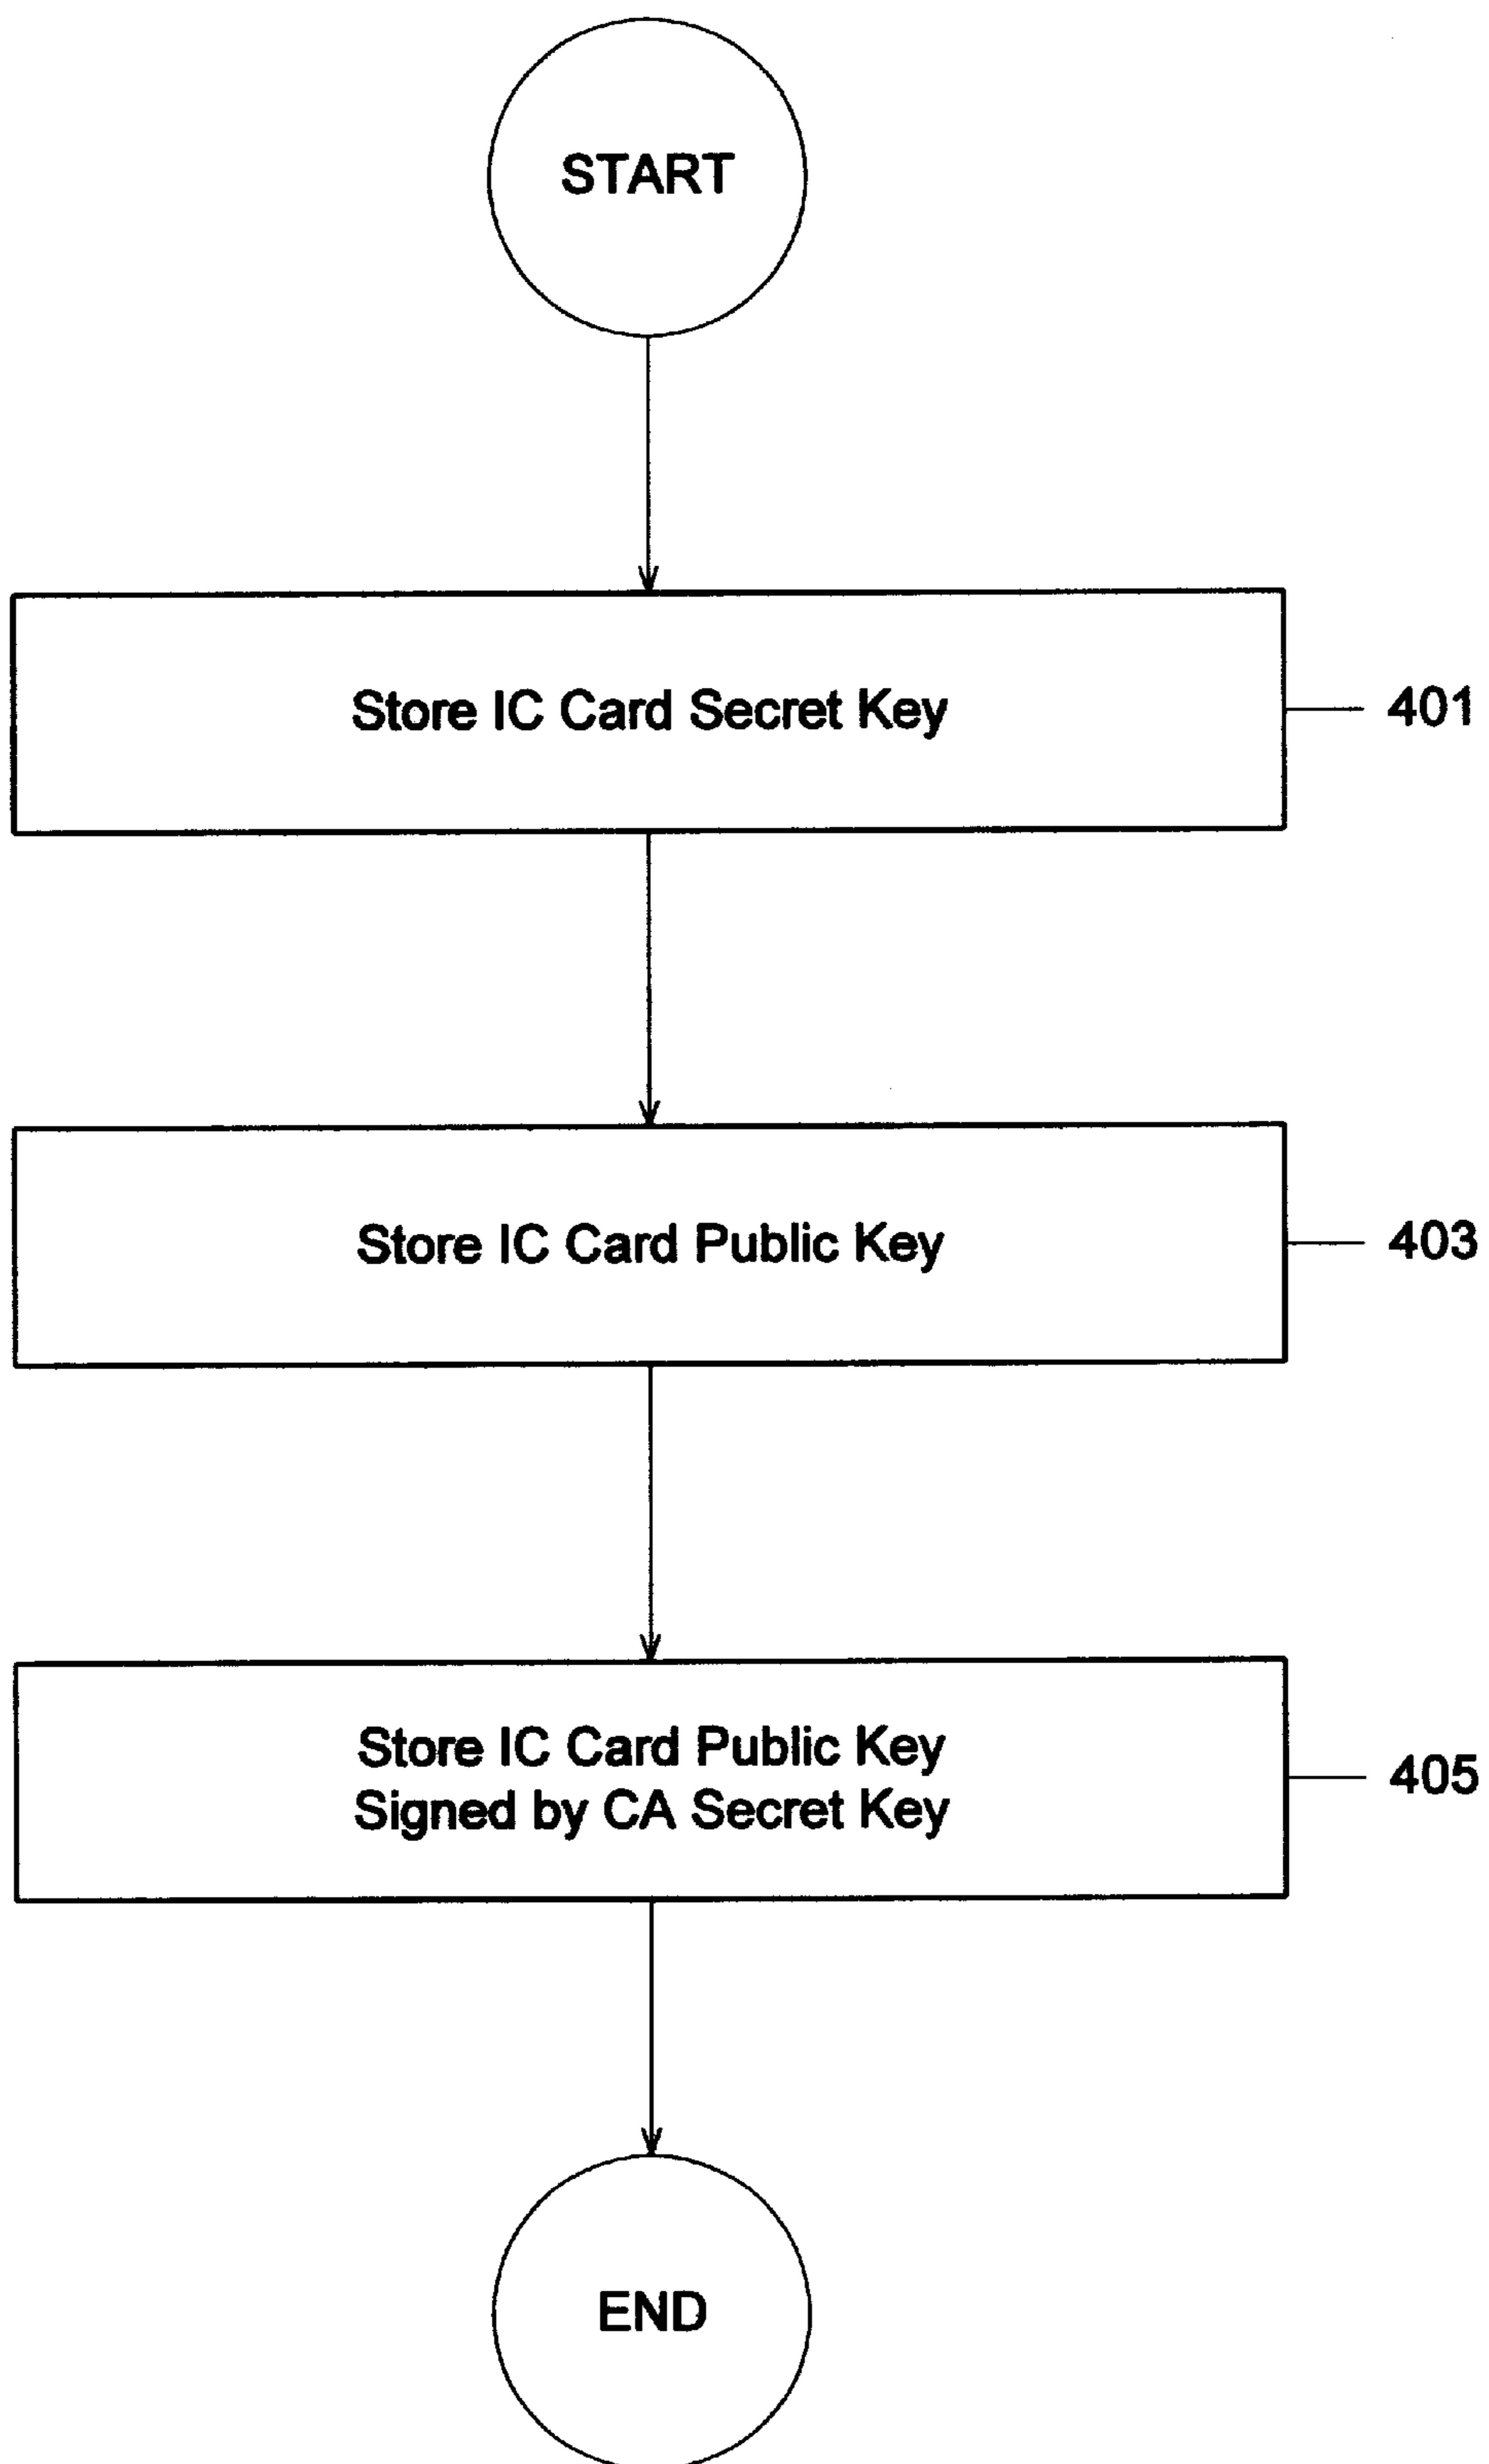 START
Store IC Card Secret Key
401
Store IC Card Public Key
403
Store IC Card Public Key
Signed by CA Secret Key
405
END